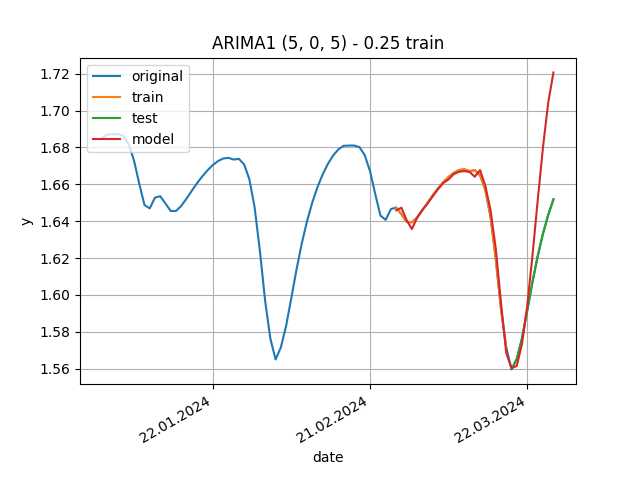 ARIMA1 (5, 0, 5) - 0.25 train
original
train
test
model
1.72
1.70
1.68
1.66
1.64
1.62
1.60
1.58
1.56
y
22.01.2024
21.02.2024
22.03.2024
date